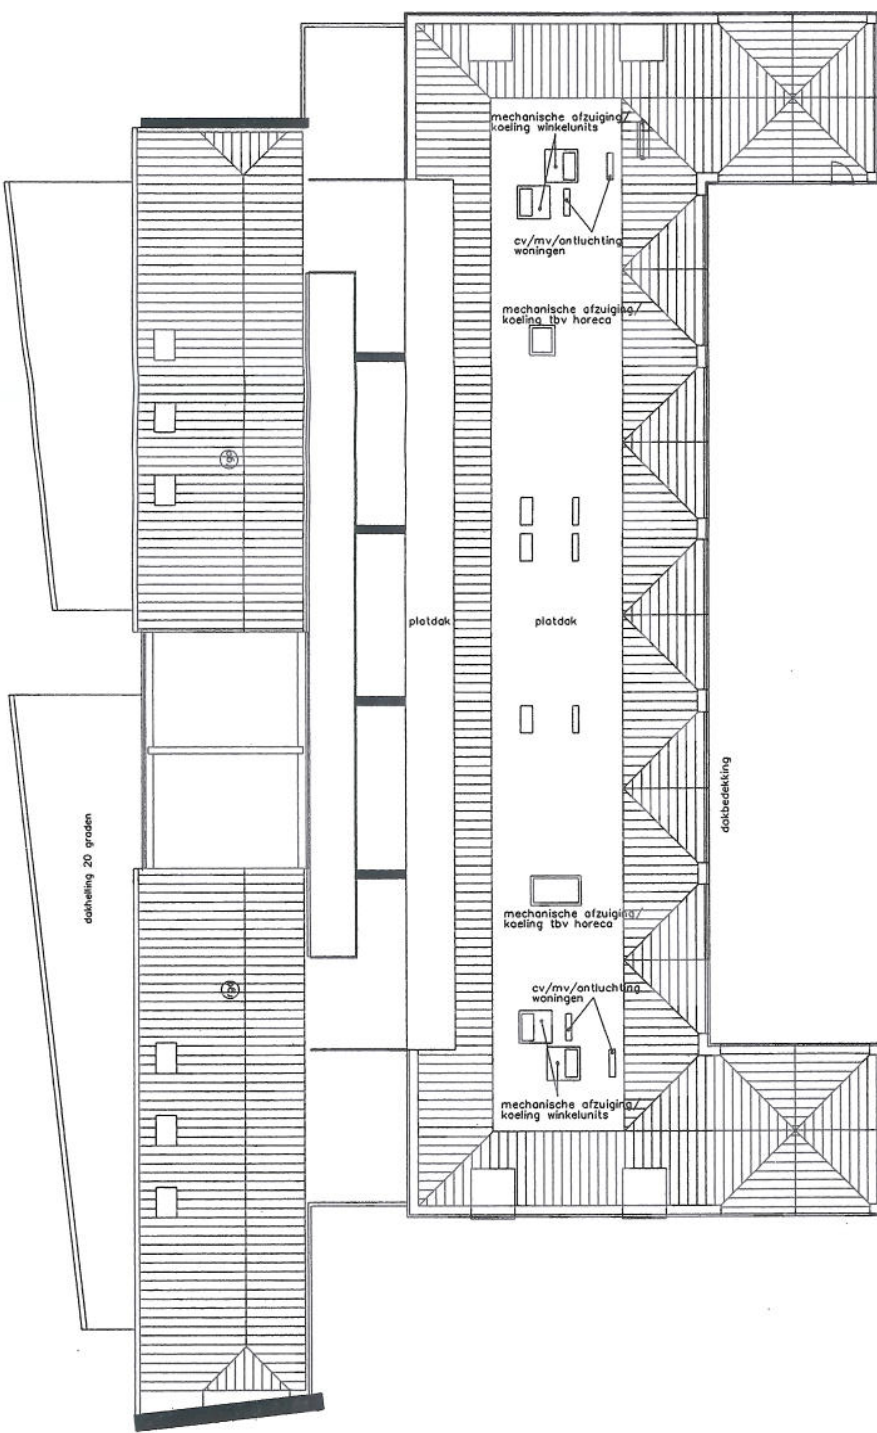 mechanische afzuiging/
koeling winkelunits
cv/mv/ontluchting
woningen
mechanische afzuiging/
koeling tbv horeca
platdak
platdak
dakbedekking
dakhelling 20 graden
mechanische afzuiging/
koeling tbv horeca
cv/mv/ontluchting
woningen
mechanische afzuiging/
koeling winkelunits